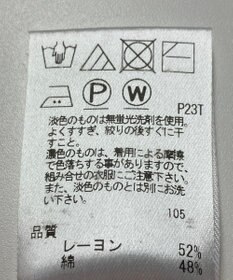 P W
P23T
淡色のものは無蛍光洗剤を使用。
よくすすぎ、絞りの後すぐに干
すこと。
濃色のものは、着用による摩擦
で色落ちする事がありますので、
組み合せの衣服にご注意下さい。
また、淡色のものとは別にお洗
い下さい。
105
品質
レーヨン 52%
綿 48%